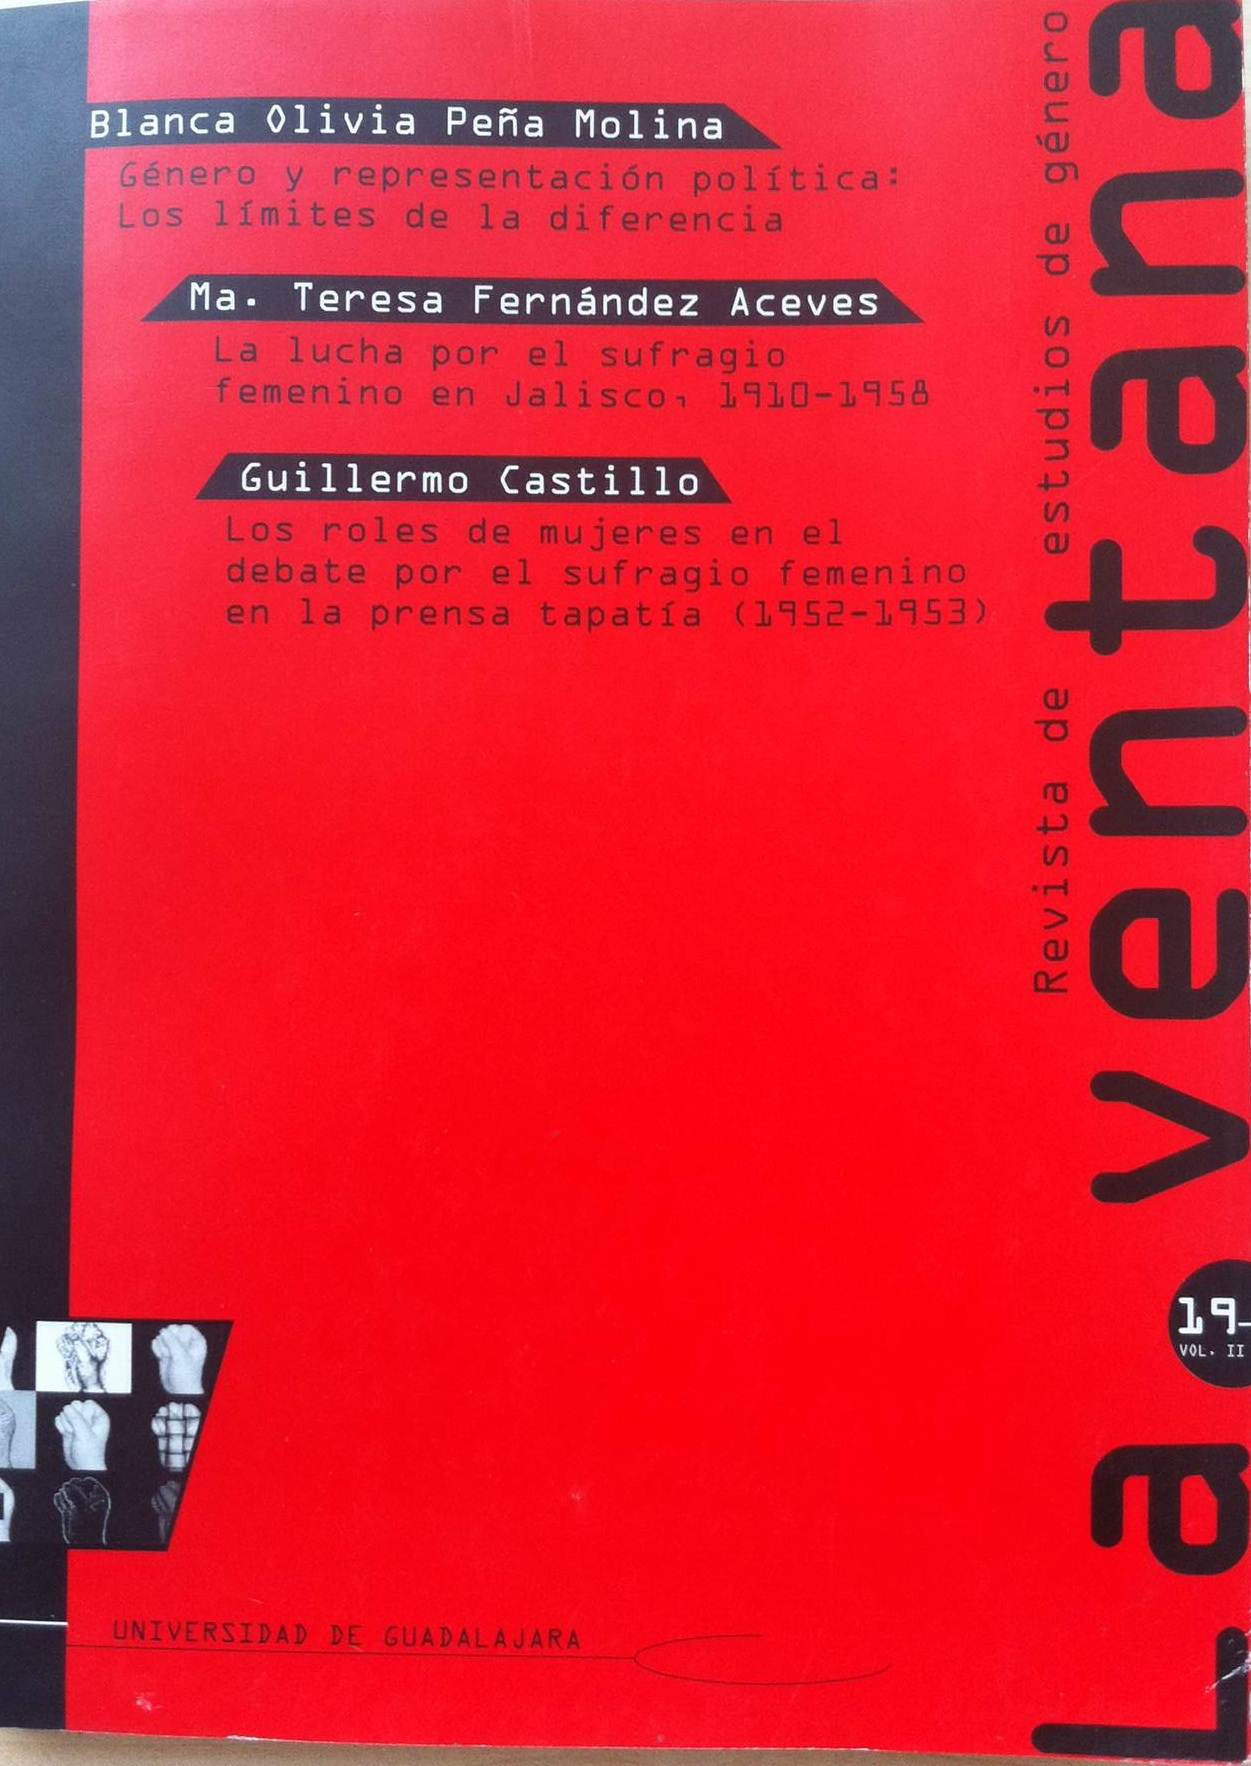 Blanca Olivia Peña Molina
Género y representación política:
Los límites de la diferencia
Ma. Teresa Fernández Aceves
La lucha por el sufragio
femenino en Jalisco, 1910-1958
Guillermo Castillo
Los roles de mujeres en el
debate por el sufragio femenino
en la prensa tapatía (1952-1953)
Revista de estudios de género
La ventana
19-
VOL. II
UNIVERSIDAD DE GUADALAJARA